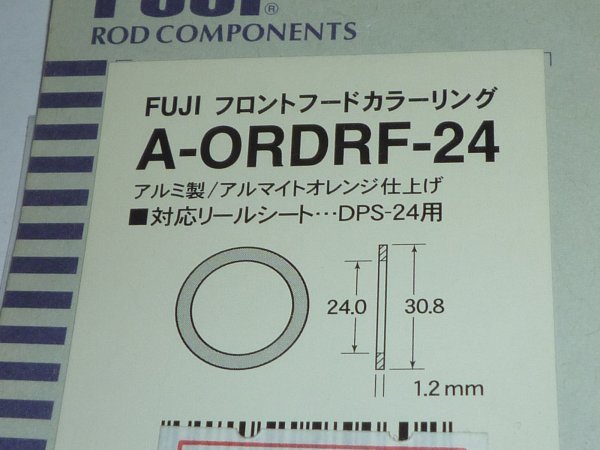 FUJI®
ROD COMPONENTS
FUJI フロントフードカラーリング
A-ORDRF-24
アルミ製/アルマイトオレンジ仕上げ
■対応リールシート…DPS-24用
24.0
30.8
1.2mm